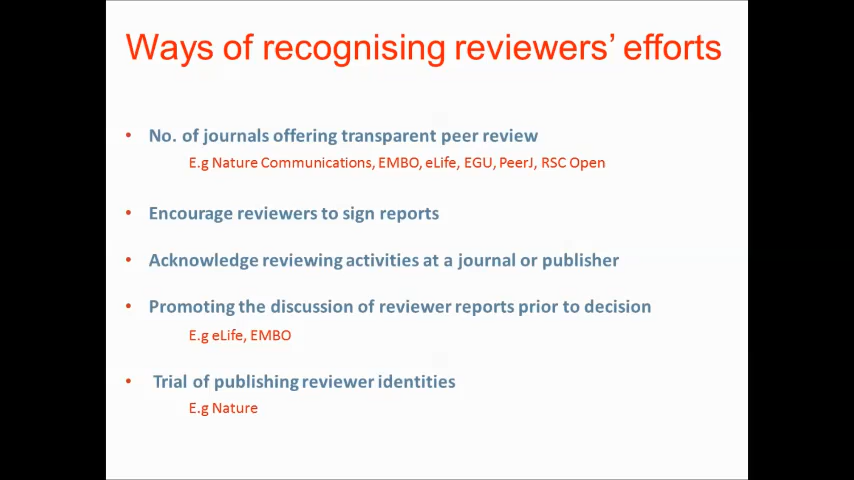 Ways of recognising reviewers’ efforts
• No. of journals offering transparent peer review
E.g Nature Communications, EMBO, eLife, EGU, PeerJ, RSC Open
• Encourage reviewers to sign reports
• Acknowledge reviewing activities at a journal or publisher
• Promoting the discussion of reviewer reports prior to decision
E.g eLife, EMBO
• Trial of publishing reviewer identities
E.g Nature